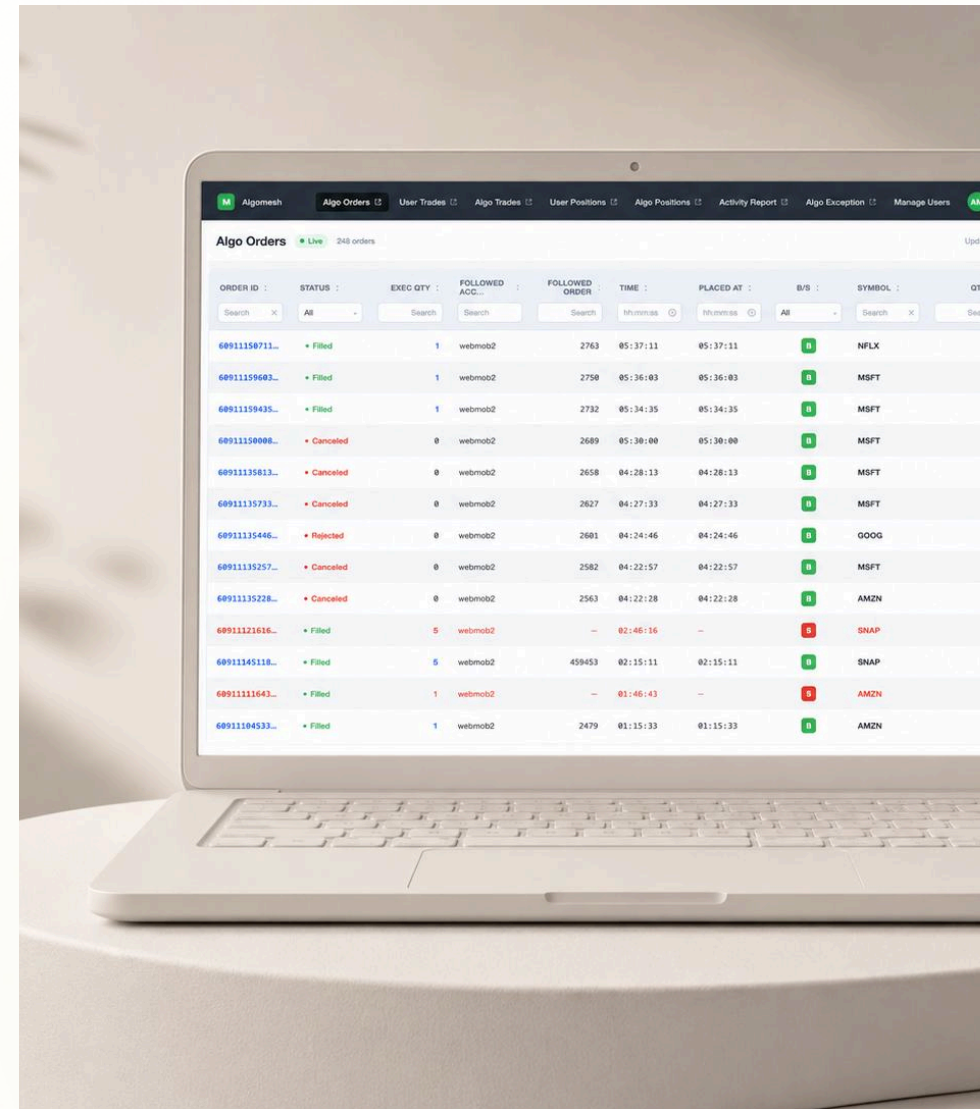 M Algomesh Algo Orders User Trades Algo Trades User Positions Algo Positions Activity Report Algo Exception Manage Users AM
Algo Orders • Live 248 orders Upd
ORDER ID STATUS EXEC QTY FOLLOWED ACC... FOLLOWED ORDER TIME PLACED AT B/S SYMBOL QT
Search All Search Search Search hh:mm:ss hh:mm:ss All Search Sea
60911150711... • Filled 1 webmob2 2763 05:37:11 05:37:11 B NFLX
60911159603... • Filled 1 webmob2 2750 05:36:03 05:36:03 B MSFT
60911159435... • Filled 1 webmob2 2732 05:34:35 05:34:35 B MSFT
60911150008... • Canceled 0 webmob2 2689 05:30:00 05:30:00 B MSFT
60911135813... • Canceled 0 webmob2 2658 04:28:13 04:28:13 B MSFT
60911135733... • Canceled 0 webmob2 2627 04:27:33 04:27:33 B MSFT
60911135446... • Rejected 0 webmob2 2601 04:24:46 04:24:46 B GOOG
60911135257... • Canceled 0 webmob2 2582 04:22:57 04:22:57 B MSFT
60911135228... • Canceled 0 webmob2 2563 04:22:28 04:22:28 B AMZN
60911121616... • Filled 5 webmob2 — 02:46:16 — S SNAP
60911145118... • Filled 5 webmob2 459453 02:15:11 02:15:11 B SNAP
60911111643... • Filled 1 webmob2 — 01:46:43 — S AMZN
60911104533... • Filled 1 webmob2 2479 01:15:33 01:15:33 B AMZN